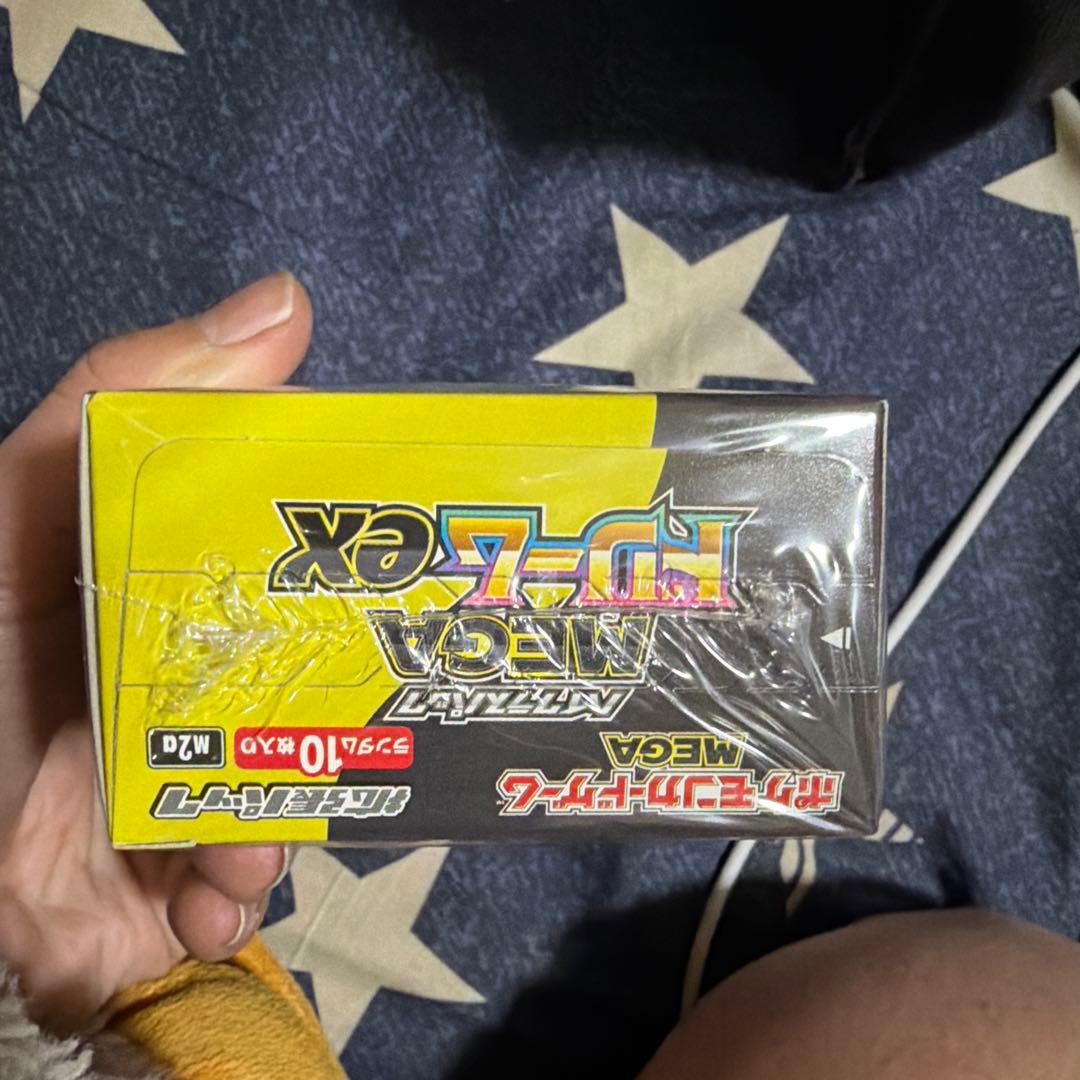 ポケモンカードゲーム
MEGA
拡張パック
ランダム10枚入り
M2a
ハイクラスパック
MEGA
ドリームex